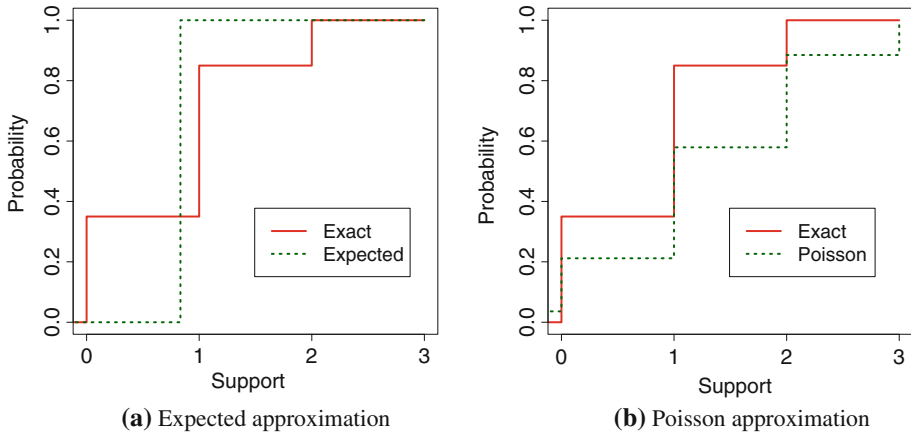 Probability
0.0 0.2 0.4 0.6 0.8 1.0
Exact
Expected
0 1 2 3
Support
(a) Expected approximation
Probability
0.0 0.2 0.4 0.6 0.8 1.0
Exact
Poisson
0 1 2 3
Support
(b) Poisson approximation